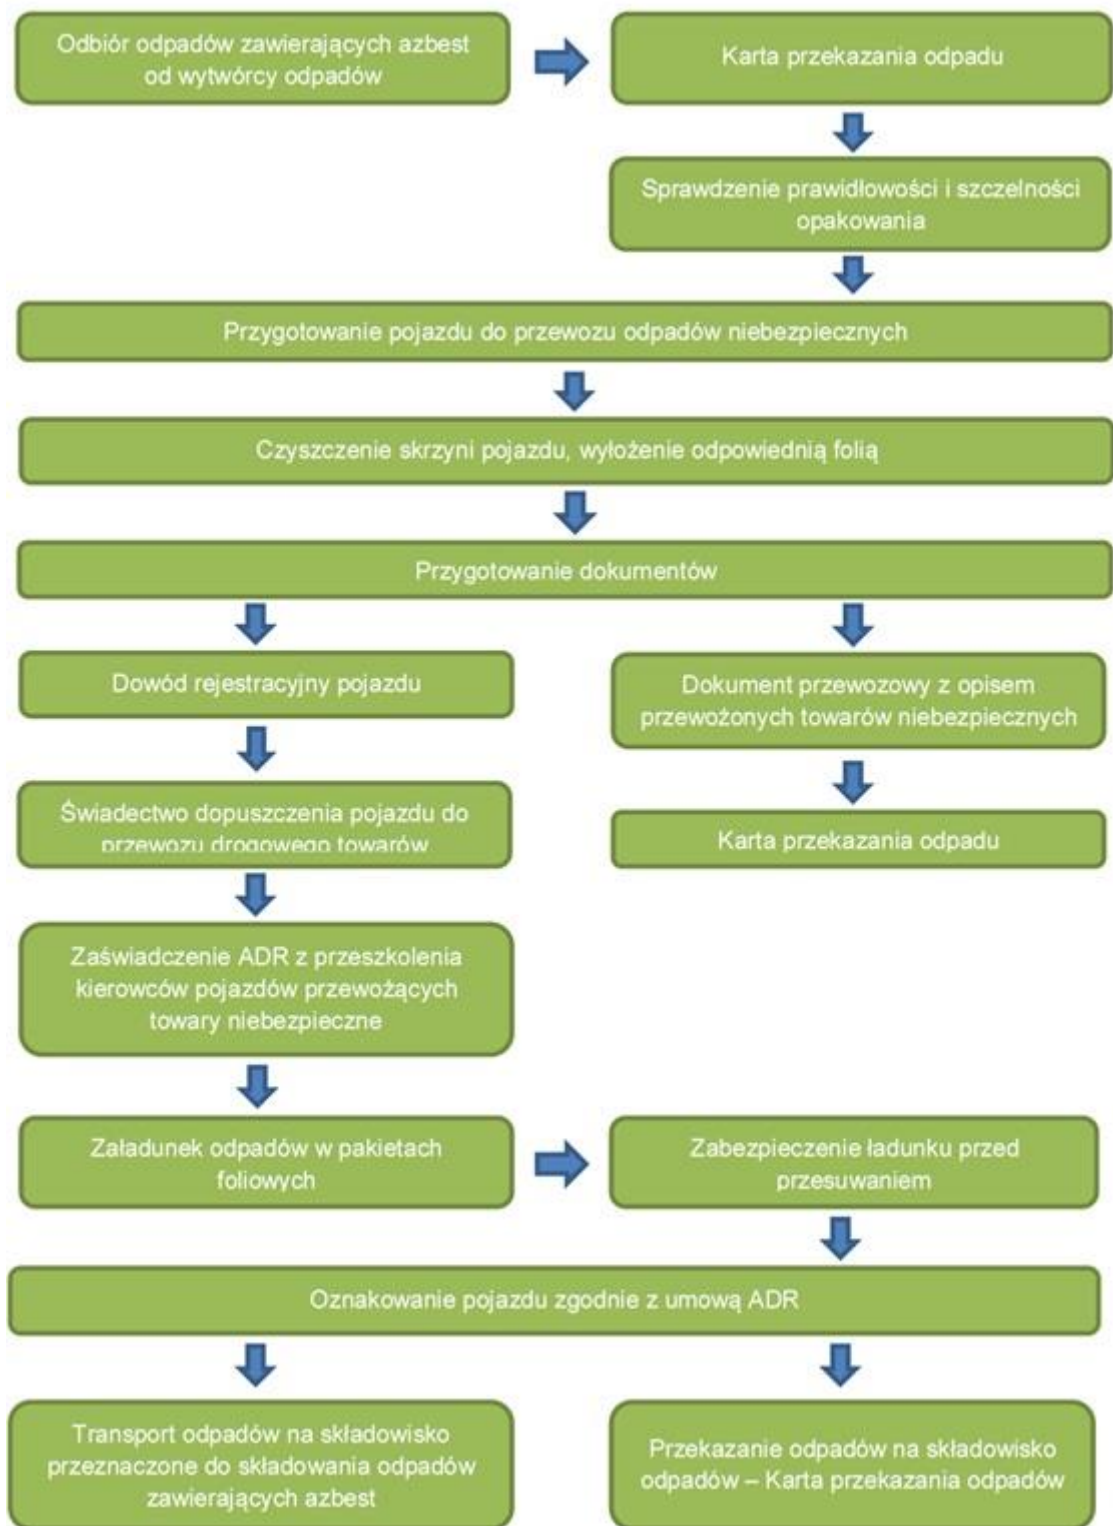 Odbiór odpadów zawierających azbest
od wytwórcy odpadów
Karta przekazania odpadu
Sprawdzenie prawidłowości i szczelności
opakowania
Przygotowanie pojazdu do przewozu odpadów niebezpiecznych
Czyszczenie skrzyni pojazdu, wyłożenie odpowiednią folią
Przygotowanie dokumentów
Dowód rejestracyjny pojazdu
Dokument przewozowy z opisem
przewożonych towarów niebezpiecznych
Świadectwo dopuszczenia pojazdu do
przewozu drogowego towarów
Karta przekazania odpadu
Zaświadczenie ADR z przeszkolenia
kierowców pojazdów przewożących
towary niebezpieczne
Załadunek odpadów w pakietach
foliowych
Zabezpieczenie ładunku przed
przesuwaniem
Oznakowanie pojazdu zgodnie z umową ADR
Transport odpadów na składowisko
przeznaczone do składowania odpadów
zawierających azbest
Przekazanie odpadów na składowisko
odpadów – Karta przekazania odpadów